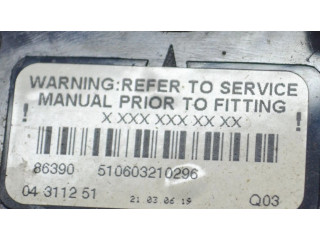 WARNING:REFER TO SERVICE
! MANUAL PRIOR TO FITTING !
X XXX XXX XX XX
86390 510603210296
04 3112 51 21 03 06 19 Q03